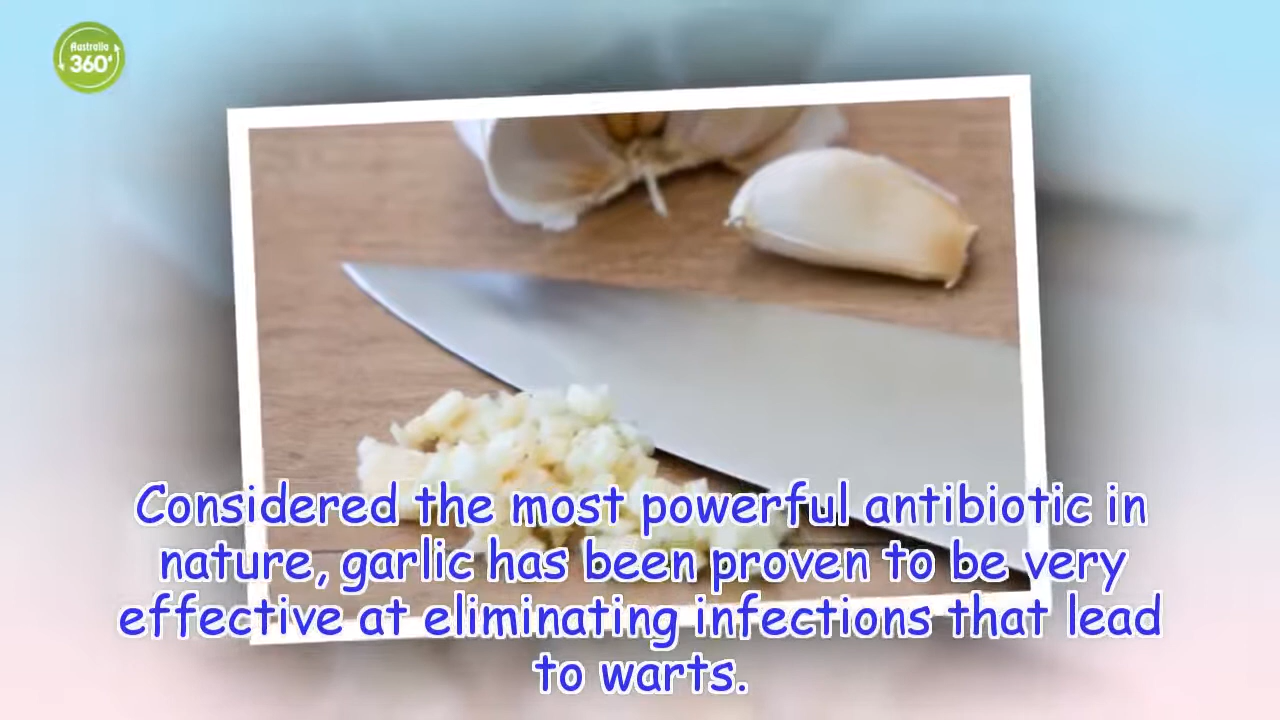 Australia
360°
Considered the most powerful antibiotic in
nature, garlic has been proven to be very
effective at eliminating infections that lead
to warts.